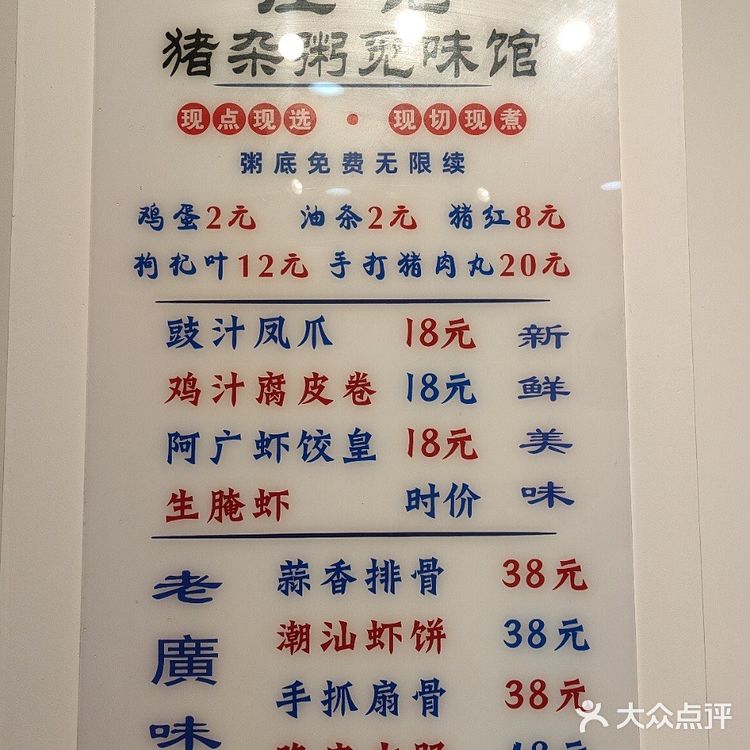 猪杂粥觅味馆
现点现选 · 现切现煮
粥底免费无限续
鸡蛋2元 油条2元 猪红8元
枸杞叶12元 手打猪肉丸20元
豉汁凤爪 18元
鸡汁腐皮卷 18元
阿广虾饺皇 18元
生腌虾 时价
新鲜美味
蒜香排骨 38元
潮汕虾饼 38元
手抓扇骨 38元
老廣味
大众点评